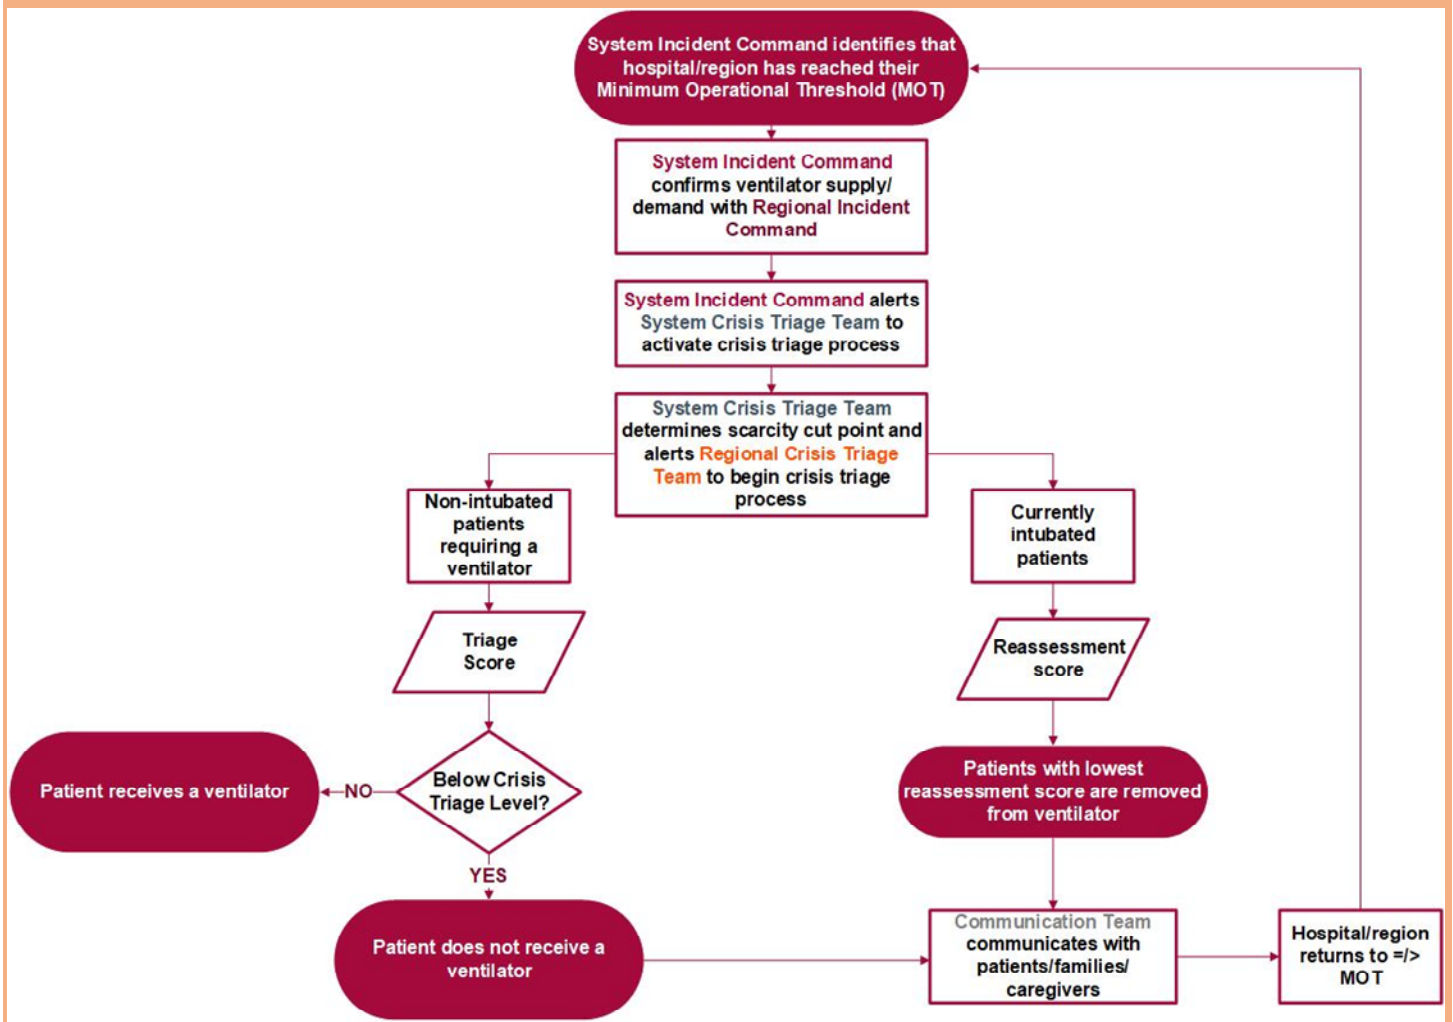 System Incident Command identifies that
hospital/region has reached their
Minimum Operational Threshold (MOT)
System Incident Command
confirms ventilator supply/
demand with Regional Incident
Command
System Incident Command alerts
System Crisis Triage Team to
activate crisis triage process
System Crisis Triage Team
determines scarcity cut point and
alerts Regional Crisis Triage
Team to begin crisis triage
process
Non-intubated
patients
requiring a
ventilator
Currently
intubated
patients
Triage
Score
Reassessment
score
Below Crisis
Triage Level?
NO
Patient receives a ventilator
Patients with lowest
reassessment score are removed
from ventilator
YES
Patient does not receive a
ventilator
Communication Team
communicates with
patients/families/
caregivers
Hospital/region
returns to =/>
MOT